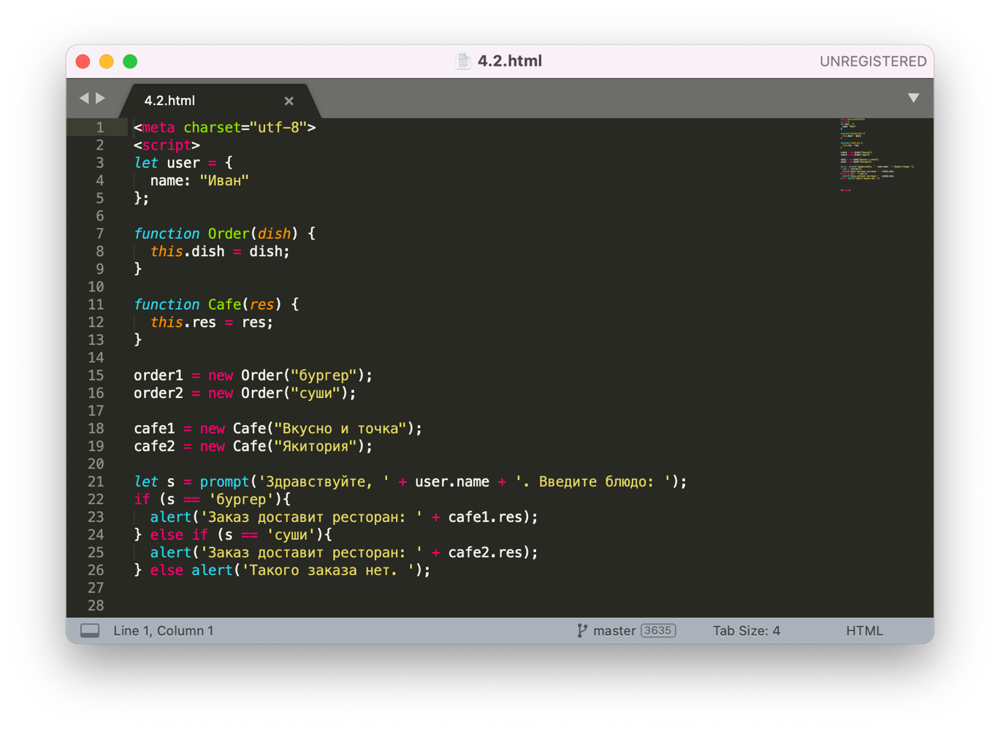 4.2.html
UNREGISTERED
4.2.html
1 <meta charset="utf-8">
2 <script>
3 let user = {
4   name: "Иван"
5 };
6
7 function Order(dish) {
8   this.dish = dish;
9 }
10
11 function Cafe(res) {
12   this.res = res;
13 }
14
15 order1 = new Order("бургер");
16 order2 = new Order("суши");
17
18 cafe1 = new Cafe("Вкусно и точка");
19 cafe2 = new Cafe("Якитория");
20
21 let s = prompt('Здравствуйте, ' + user.name + '. Введите блюдо: ');
22 if (s == 'бургер'){
23   alert('Заказ доставит ресторан: ' + cafe1.res);
24 } else if (s == 'суши'){
25   alert('Заказ доставит ресторан: ' + cafe2.res);
26 } else alert('Такого заказа нет. ');
27
28
Line 1, Column 1
master 3635
Tab Size: 4
HTML